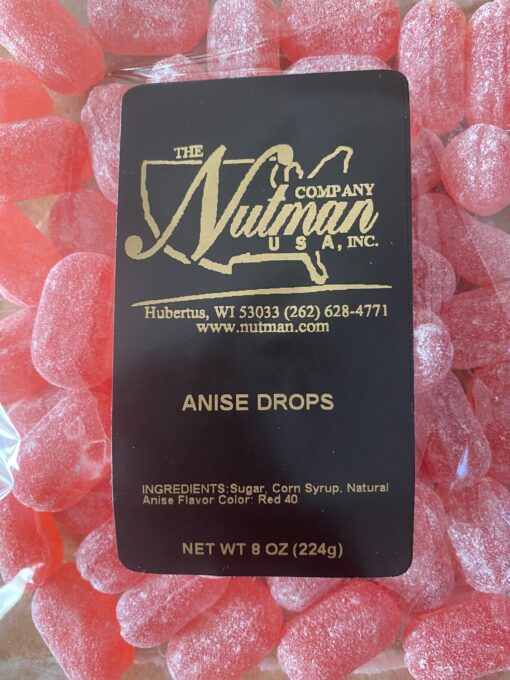 THE
Nutman
COMPANY
USA, INC.
Hubertus, WI 53033 (262) 628-4771
www.nutman.com
ANISE DROPS
INGREDIENTS:Sugar, Corn Syrup, Natural
Anise Flavor Color: Red 40
NET WT 8 OZ (224g)